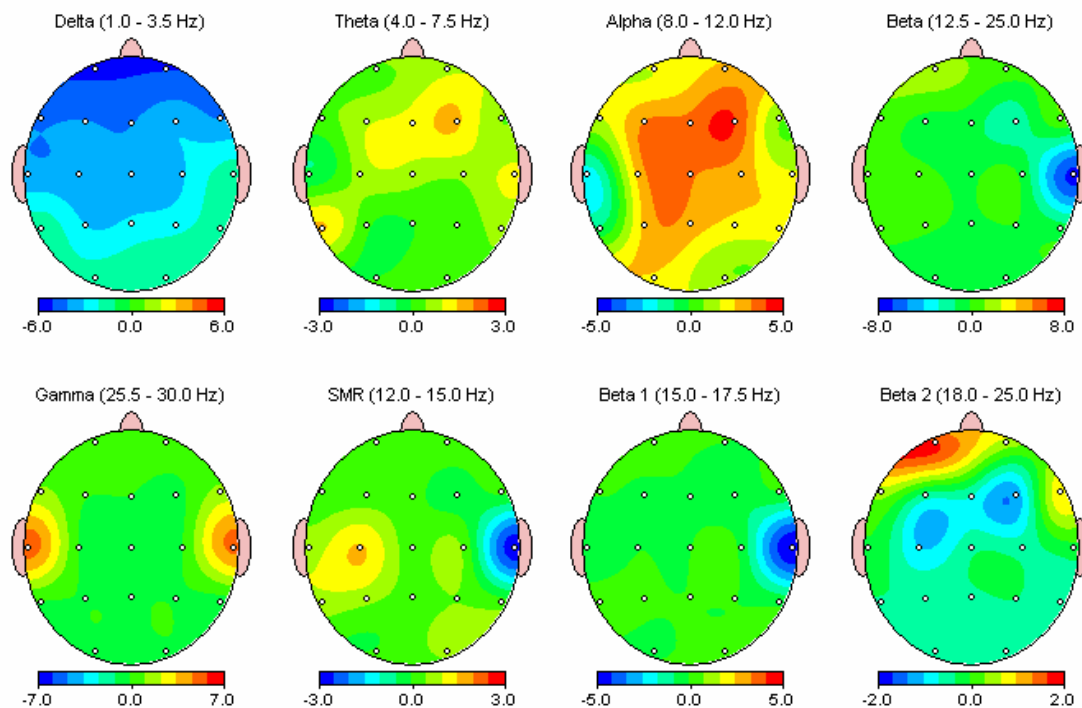 Delta (1.0 - 3.5 Hz) Theta (4.0 - 7.5 Hz) Alpha (8.0 - 12.0 Hz) Beta (12.5 - 25.0 Hz)
-6.0 0.0 6.0 -3.0 0.0 3.0 -5.0 0.0 5.0 -8.0 0.0 8.0
Gamma (25.5 - 30.0 Hz) SMR (12.0 - 15.0 Hz) Beta 1 (15.0 - 17.5 Hz) Beta 2 (18.0 - 25.0 Hz)
-7.0 0.0 7.0 -3.0 0.0 3.0 -5.0 0.0 5.0 -2.0 0.0 2.0